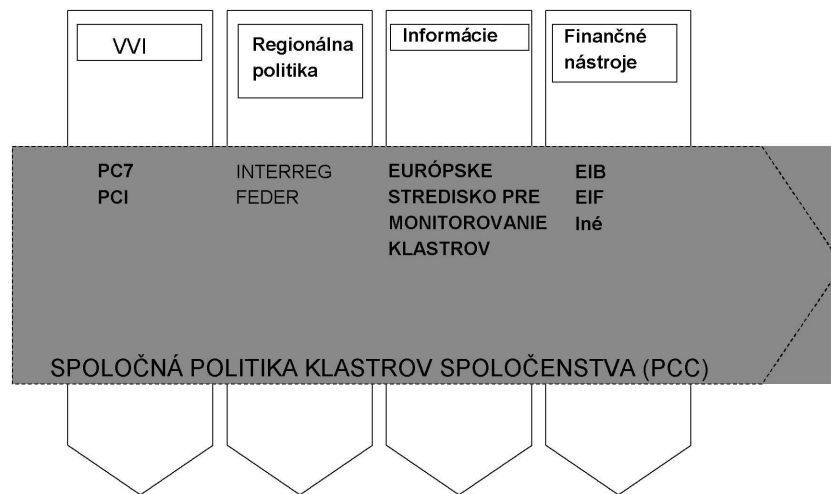 VVI
Regionálna
politika
Informácie
Finančné
nástroje
PC7
PCI
INTERREG
FEDER
EURÓPSKE
STREDISKO PRE
MONITOROVANIE
KLASTROV
EIB
EIF
Iné
SPOLOČNÁ POLITIKA KLASTROV SPOLOČENSTVA (PCC)